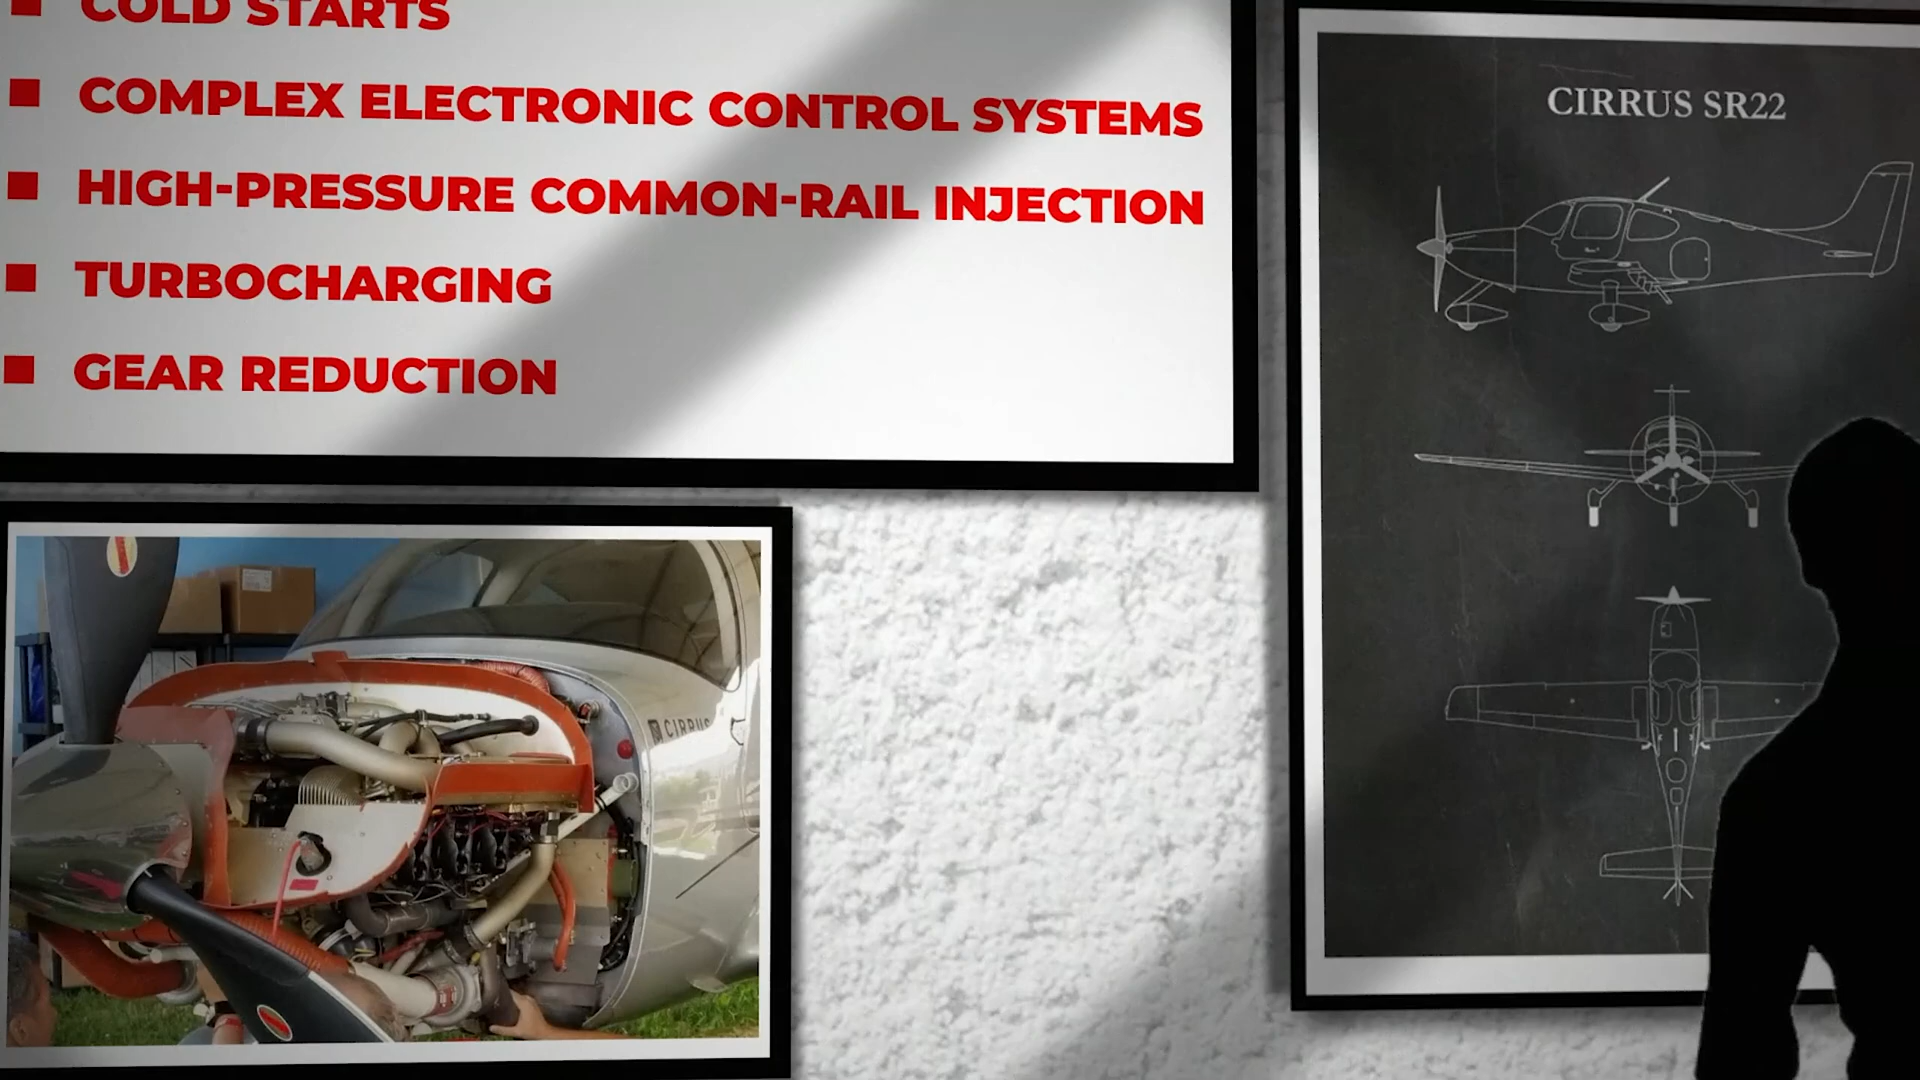 COLD STARTS
COMPLEX ELECTRONIC CONTROL SYSTEMS
HIGH-PRESSURE COMMON-RAIL INJECTION
TURBOCHARGING
GEAR REDUCTION
CIRRUS SR22
CIRRUS